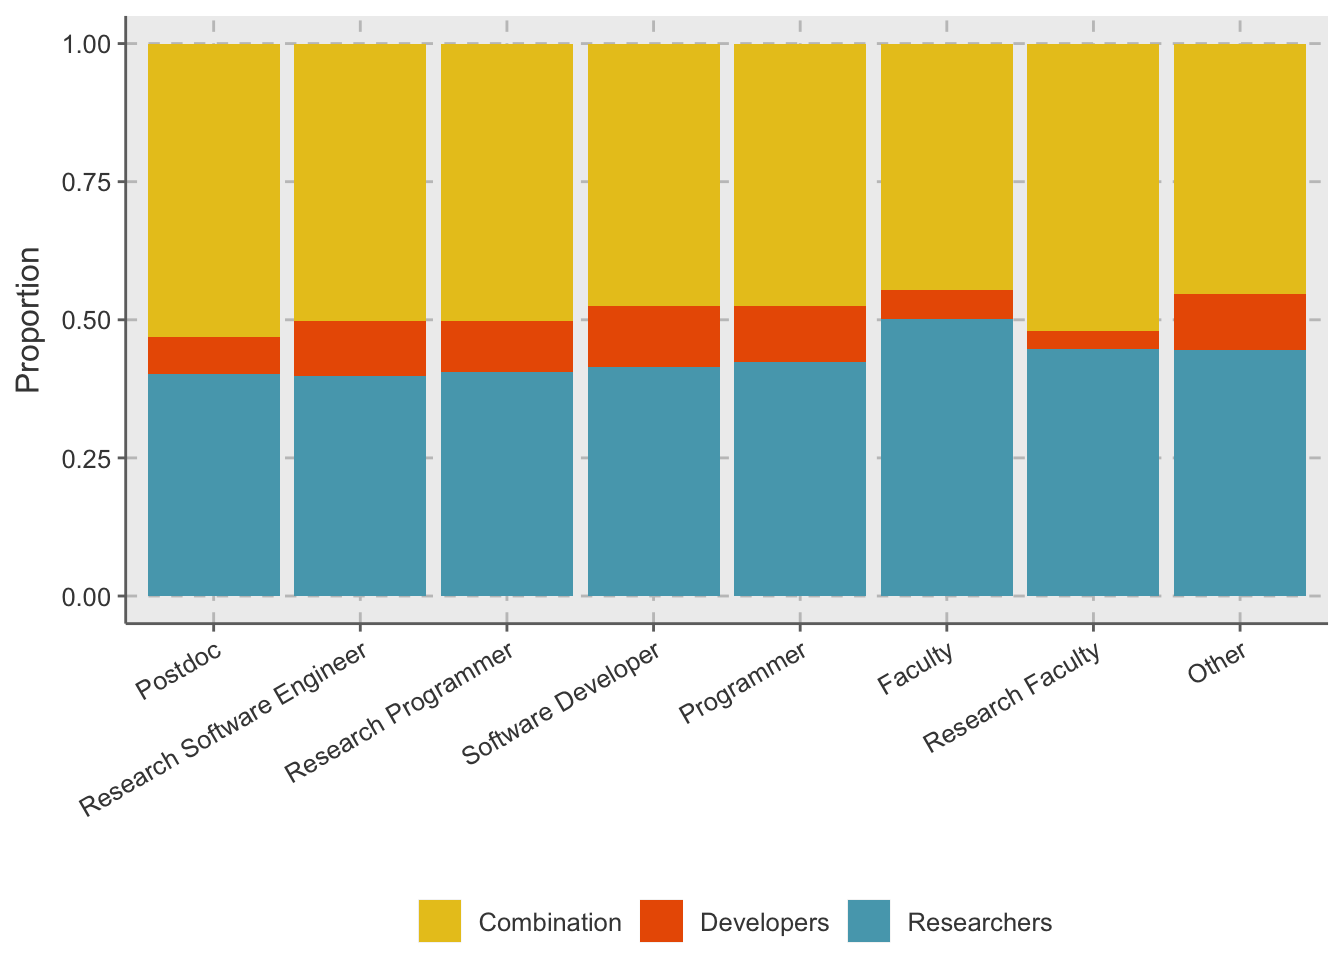 1.00
0.75
0.50
0.25
0.00
Proportion
Postdoc
Research Software Engineer
Research Programmer
Software Developer
Programmer
Faculty
Research Faculty
Other
Combination
Developers
Researchers